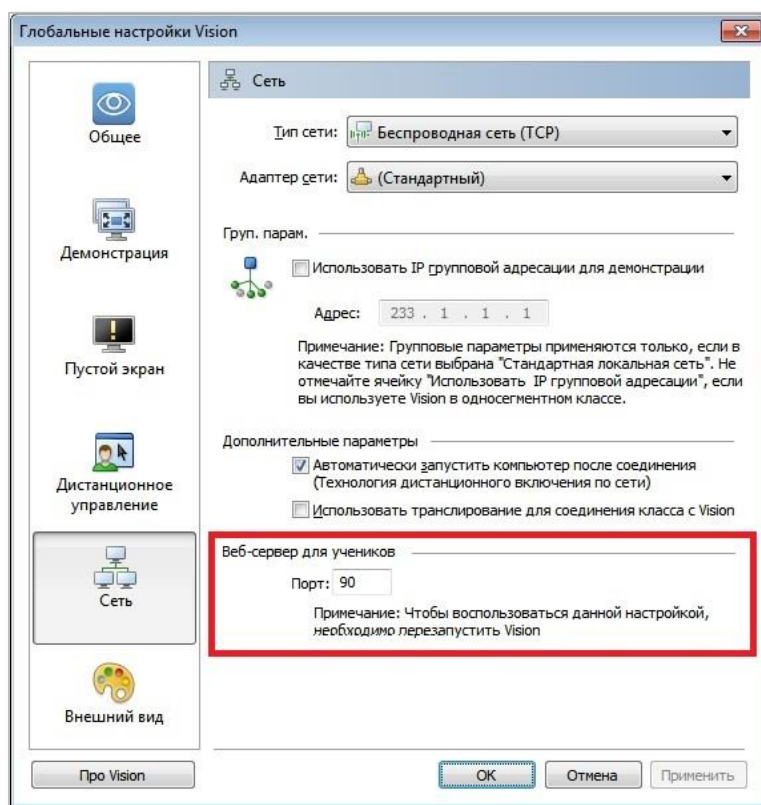 Глобальные настройки Vision
Общее
Демонстрация
Пустой экран
Дистанционное
управление
Сеть
Внешний вид
Про Vision
Сеть
Тип сети: Беспроводная сеть (TCP)
Адаптер сети: (Стандартный)
Груп. парам.
Использовать IP групповой адресации для демонстрации
Адрес: 233 . 1 . 1 . 1
Примечание: Групповые параметры применяются только, если в
качестве типа сети выбрана "Стандартная локальная сеть". Не
отмечайте ячейку "Использовать IP групповой адресации", если
вы используете Vision в односегментном классе.
Дополнительные параметры
Автоматически запустить компьютер после соединения
(Технология дистанционного включения по сети)
Использовать транслирование для соединения класса с Vision
Веб-сервер для учеников
Порт: 90
Примечание: Чтобы воспользоваться данной настройкой,
необходимо перезапустить Vision
OK
Отмена
Применить